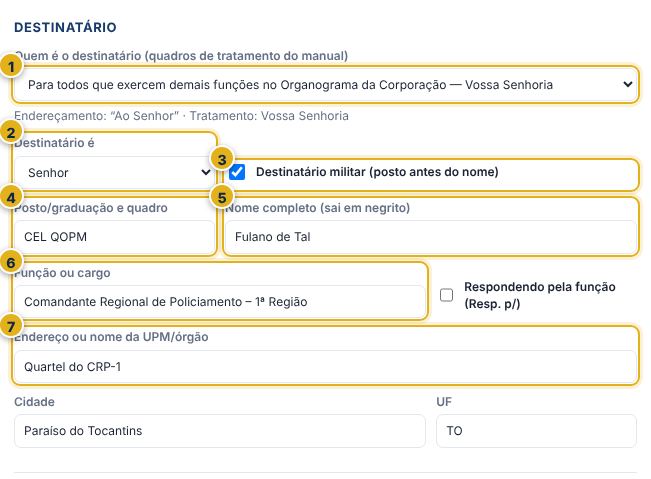 DESTINATÁRIO
Quem é o destinatário (quadros de tratamento do manual)
1
Para todos que exercem demais funções no Organograma da Corporação — Vossa Senhoria
Endereçamento: “Ao Senhor” · Tratamento: Vossa Senhoria
2
Destinatário é
Senhor
3
Destinatário militar (posto antes do nome)
4
Posto/graduação e quadro
CEL QOPM
5
Nome completo (sai em negrito)
Fulano de Tal
6
Função ou cargo
Comandante Regional de Policiamento – 1ª Região
Respondendo pela função
(Resp. p/)
7
Endereço ou nome da UPM/órgão
Quartel do CRP-1
Cidade
Paraíso do Tocantins
UF
TO